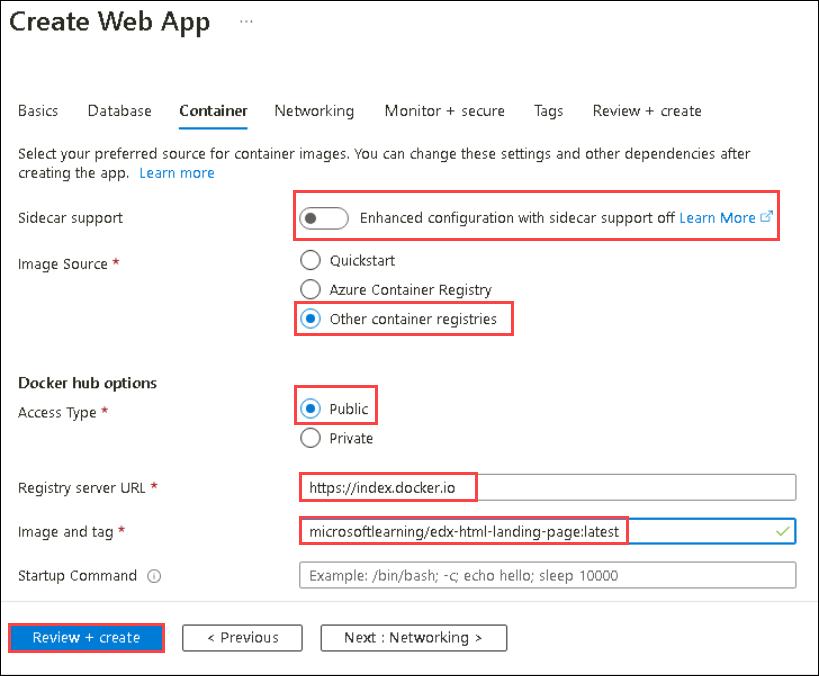 Create Web App ...
Basics Database Container Networking Monitor + secure Tags Review + create
Select your preferred source for container images. You can change these settings and other dependencies after
creating the app. Learn more
Sidecar support Enhanced configuration with sidecar support off Learn More
Image Source * Quickstart
Azure Container Registry
Other container registries
Docker hub options
Access Type * Public
Private
Registry server URL * https://index.docker.io
Image and tag * microsoftlearning/edx-html-landing-page:latest
Startup Command Example: /bin/bash; -c; echo hello; sleep 10000
Review + create < Previous Next : Networking >